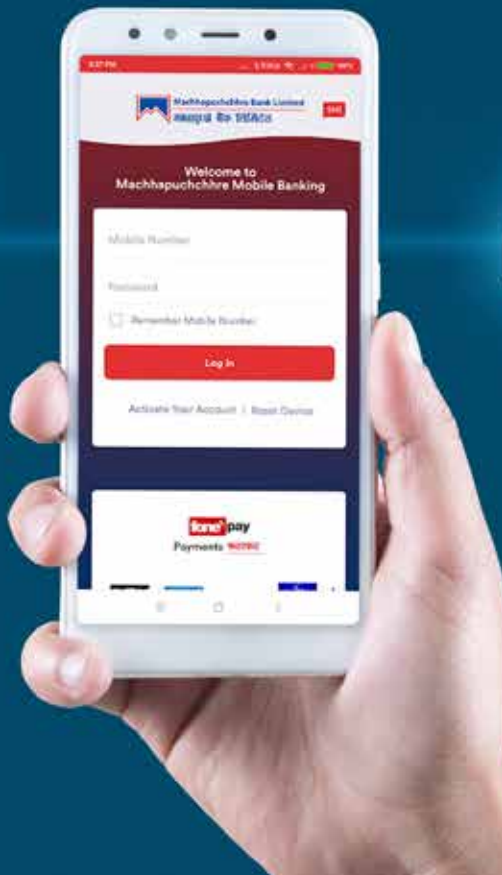 Machhapuchchhre Bank Limited
माछापुच्छ्रे बैंक लिमिटेड
Welcome to
Machhapuchchhre Mobile Banking
Mobile Number
Password
Remember Mobile Number
Log In
Activate Your Account | Reset Device
fone pay
Payments